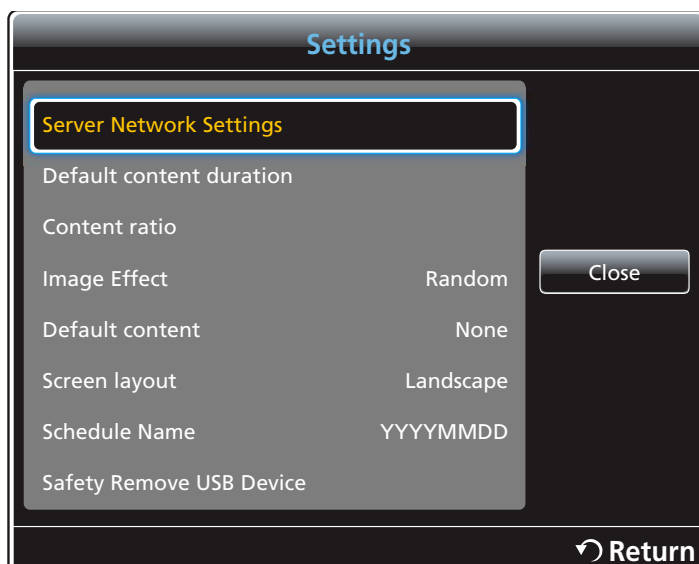 Settings
Server Network Settings
Default content duration
Content ratio
Image Effect Random
Close
Default content None
Screen layout Landscape
Schedule Name YYYYMMDD
Safety Remove USB Device
Return